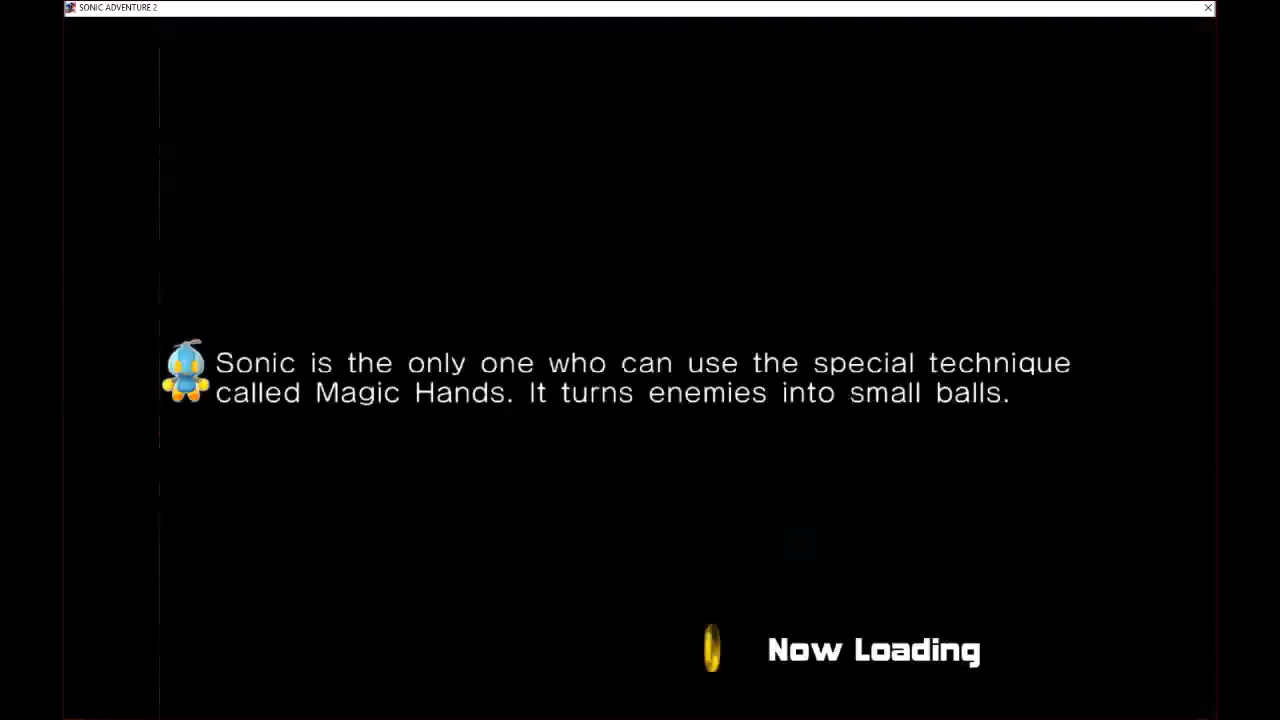 SONIC ADVENTURE 2
Sonic is the only one who can use the special technique
called Magic Hands. It turns enemies into small balls.
Now Loading